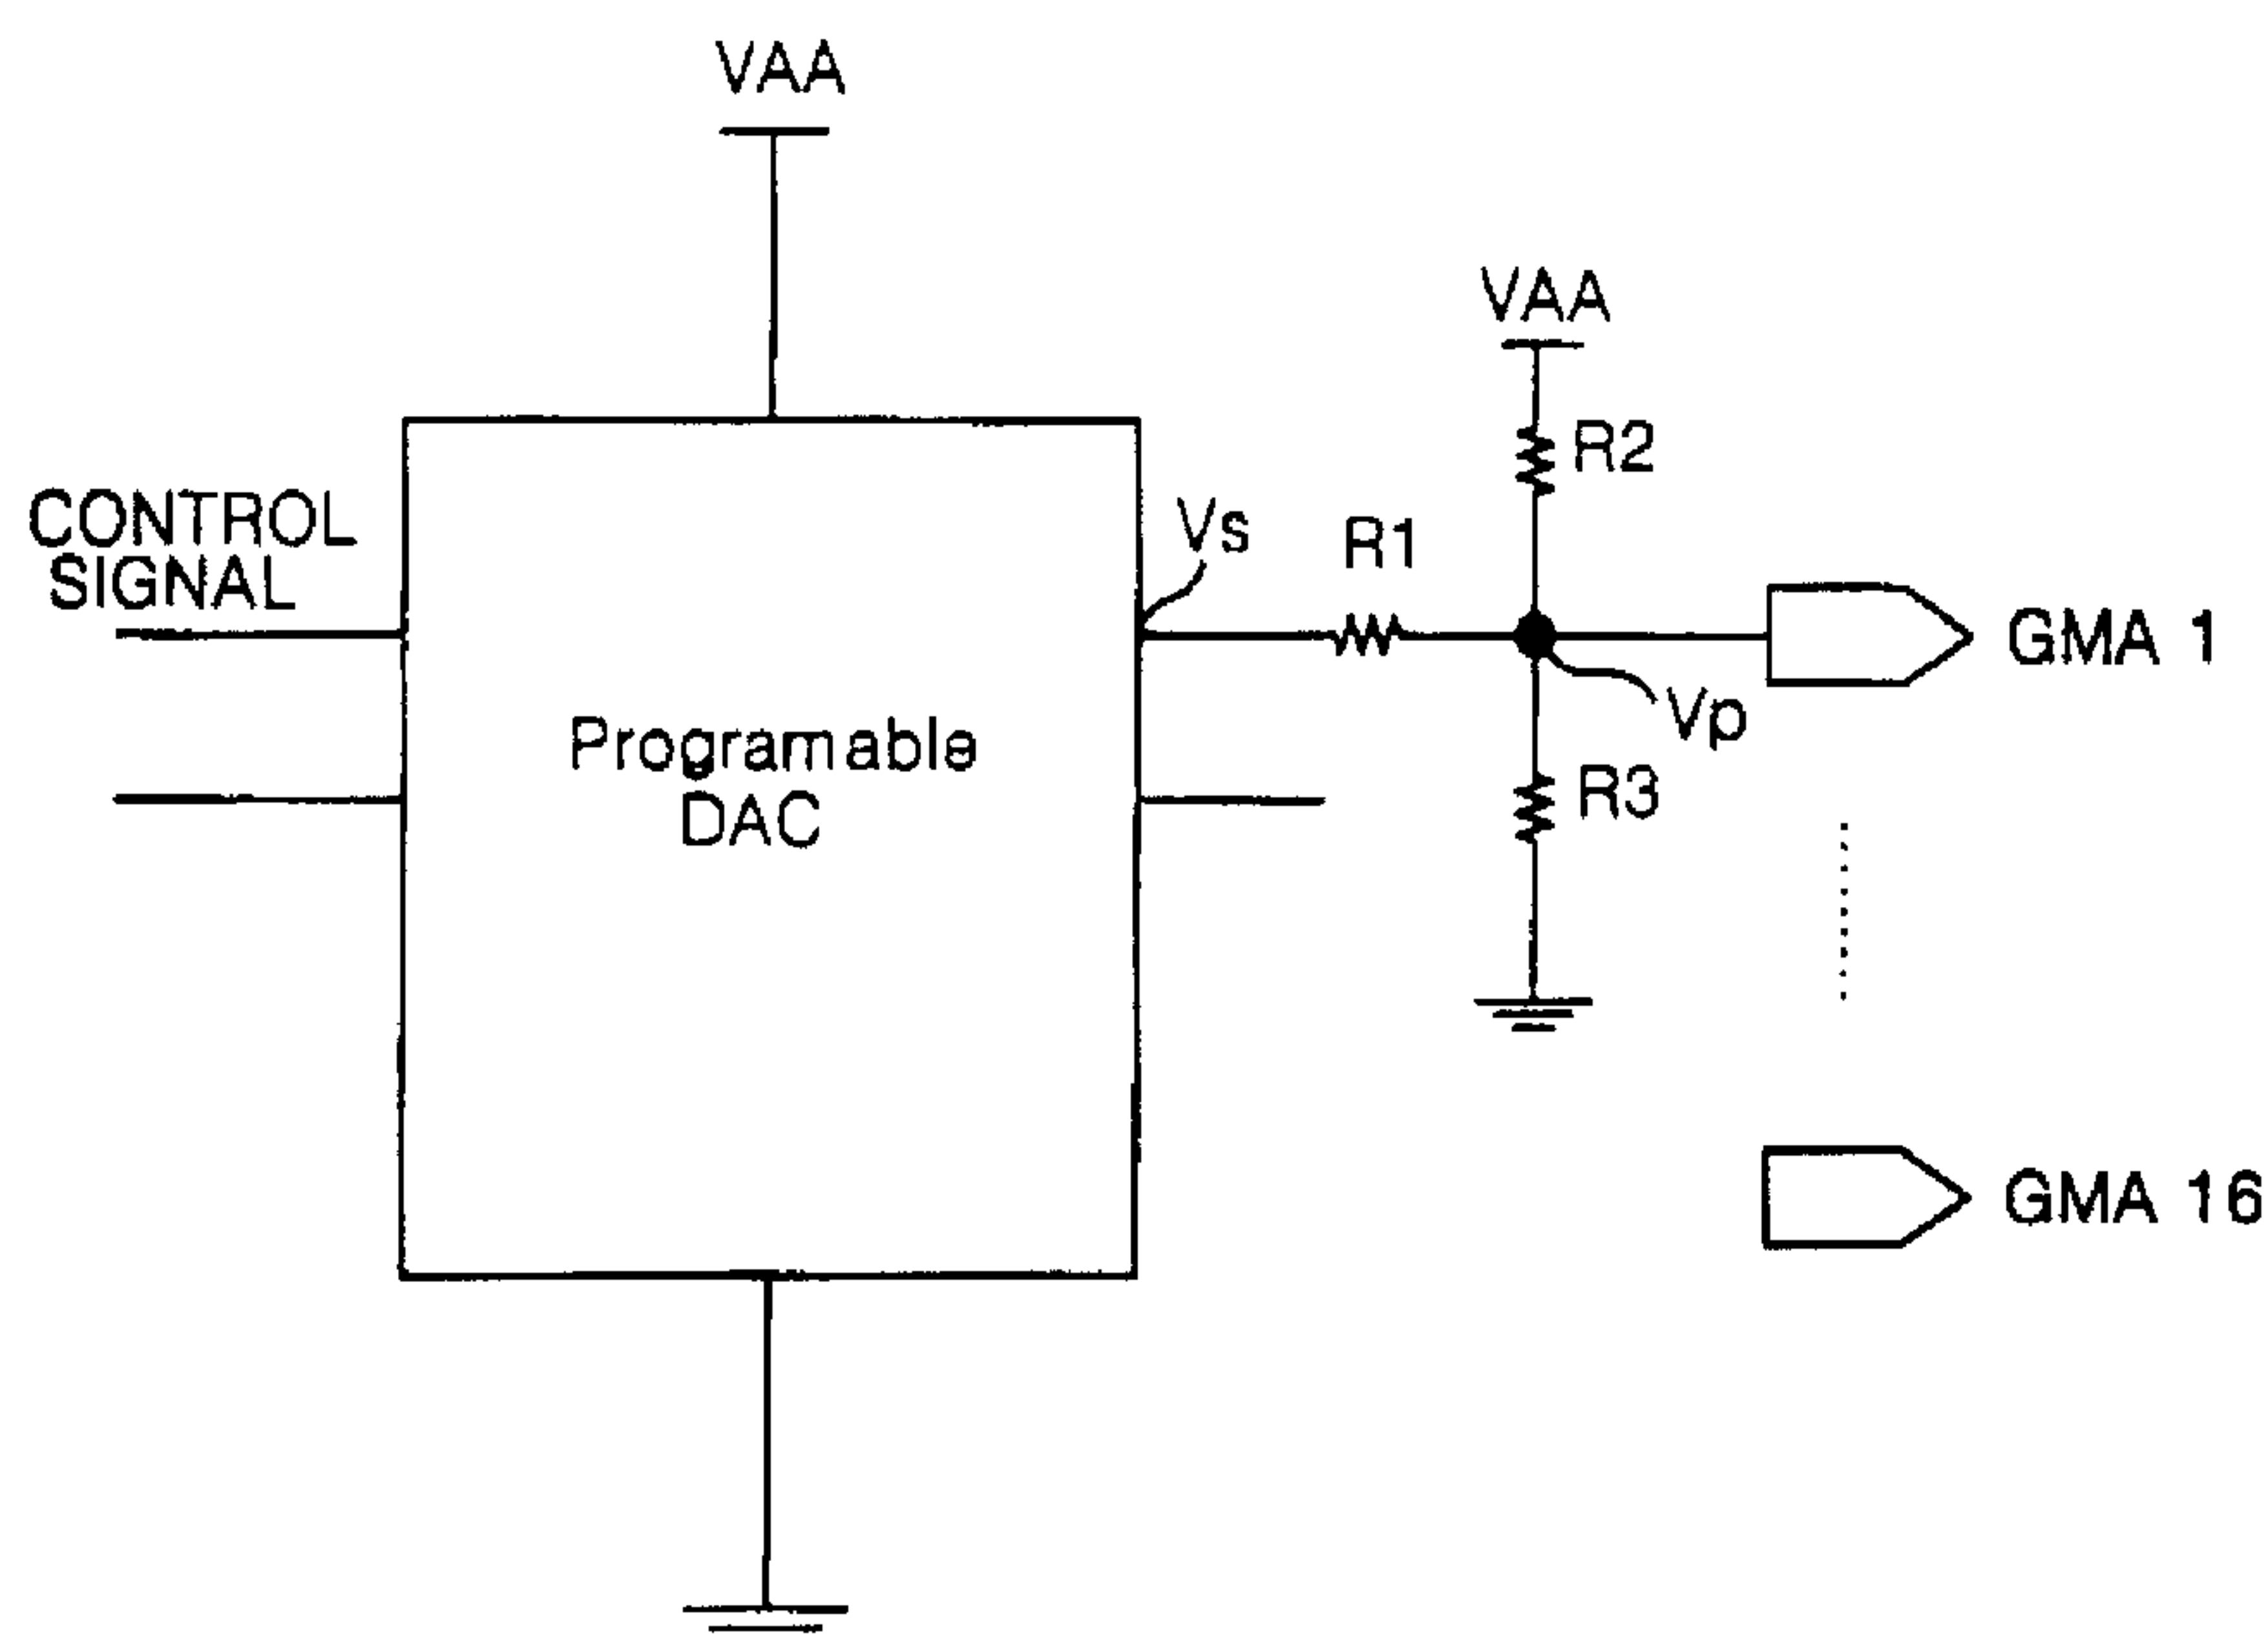 VAA
VAA
R2
CONTROL
SIGNAL
Vs
R1
GMA 1
Vp
Programable
DAC
R3
GMA 16